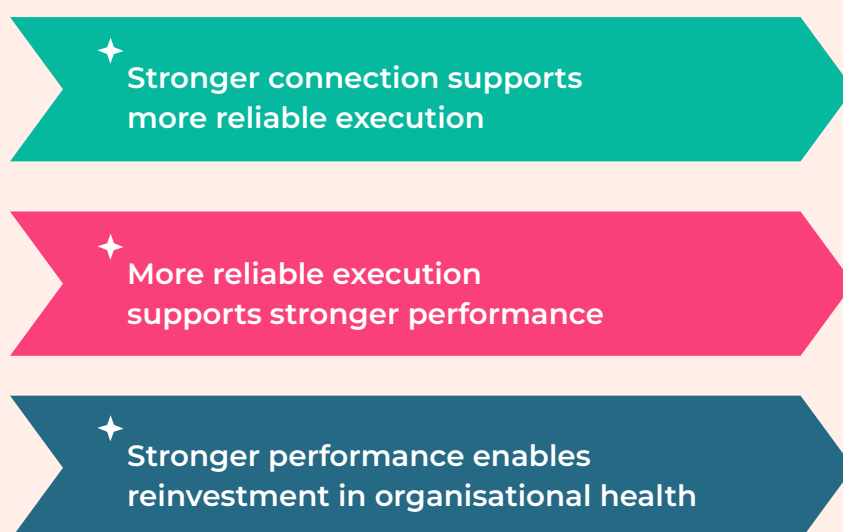 Stronger connection supports
more reliable execution
More reliable execution
supports stronger performance
Stronger performance enables
reinvestment in organisational health